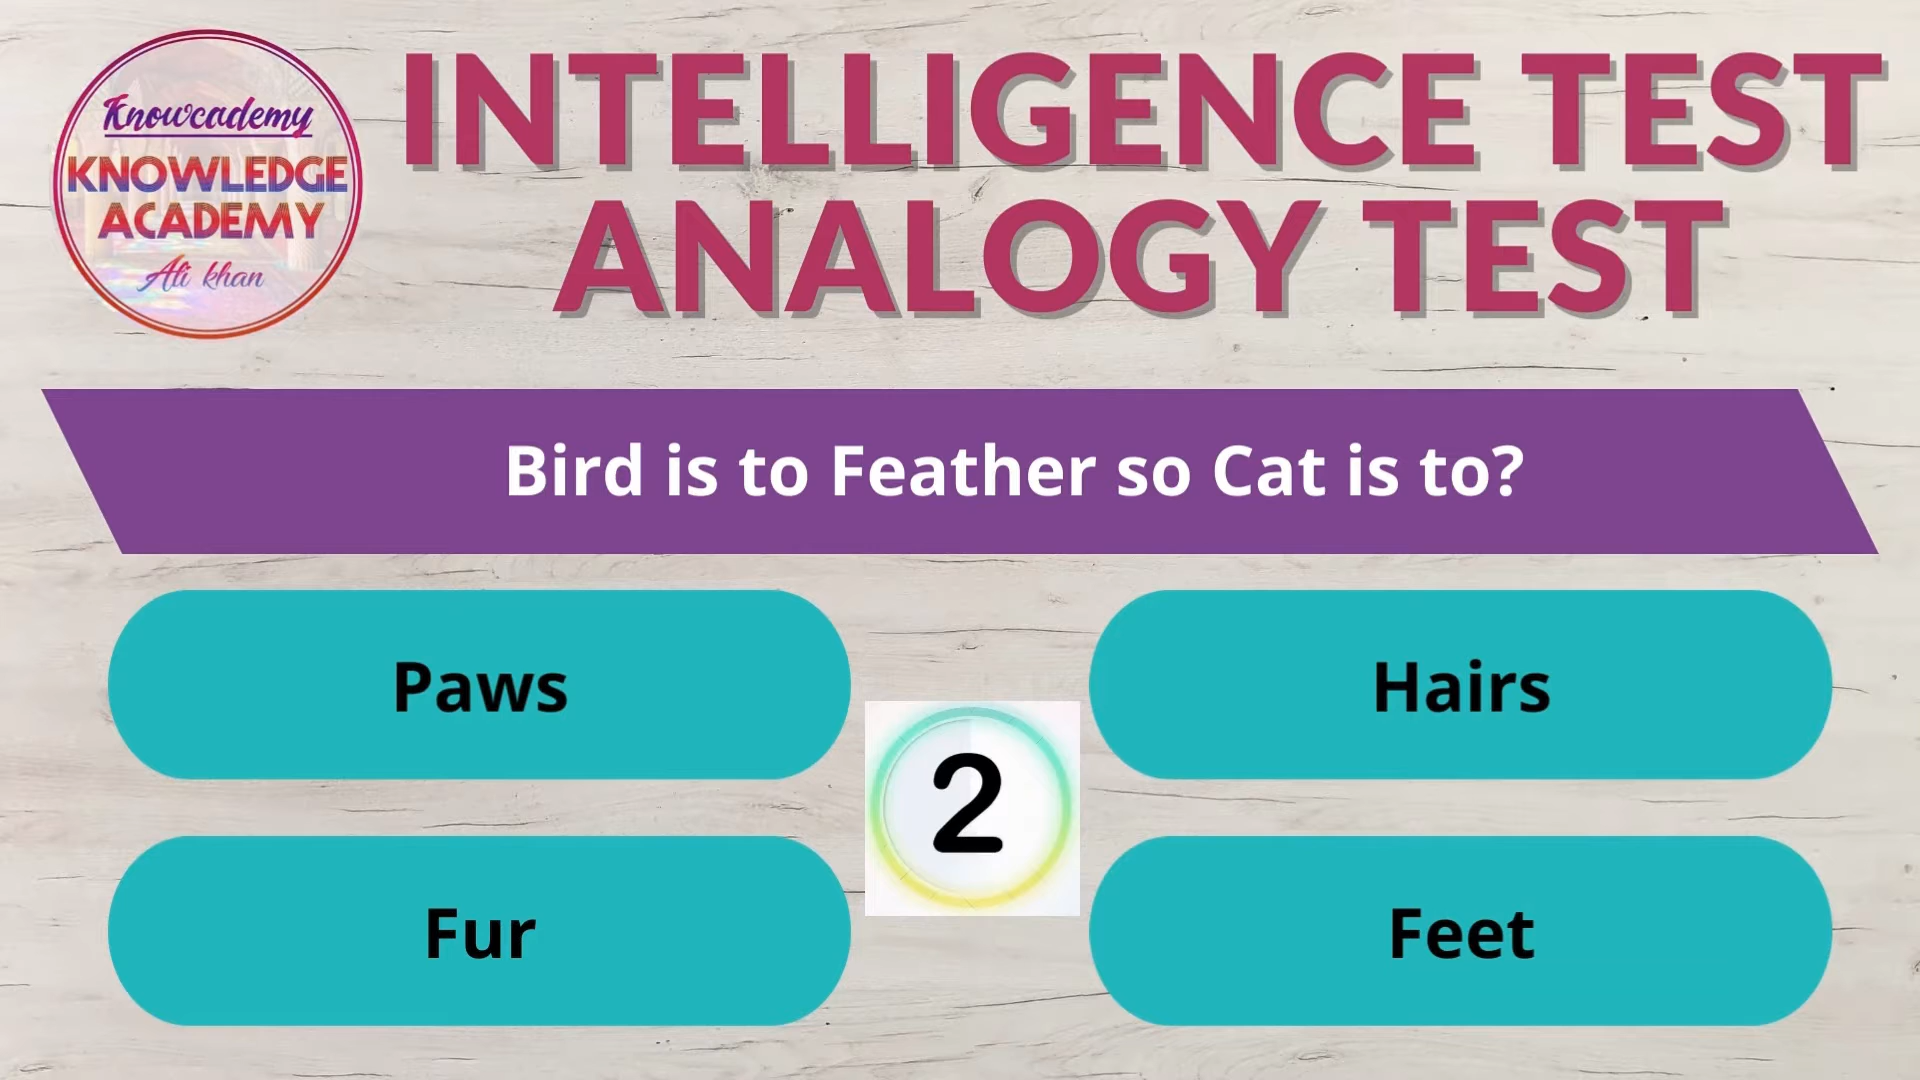 Knowcademy
KNOWLEDGE
ACADEMY
Ali khan
INTELLIGENCE TEST
ANALOGY TEST
Bird is to Feather so Cat is to?
Paws
Hairs
2
Fur
Feet